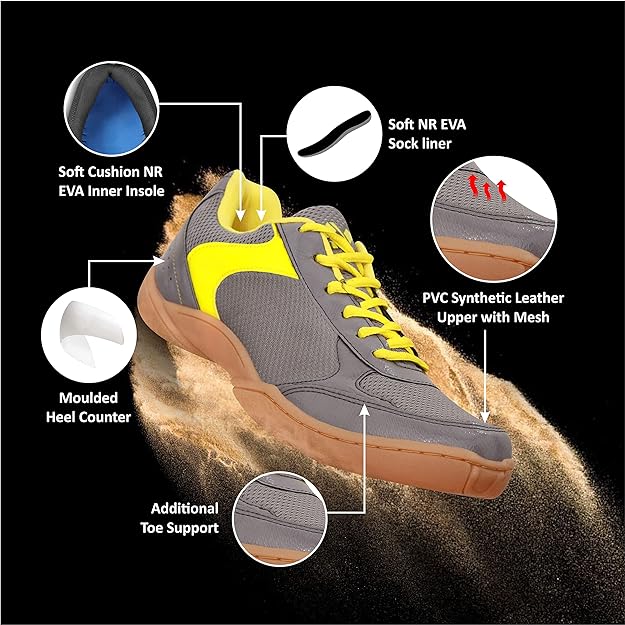 Soft Cushion NR
EVA Inner Insole
Soft NR EVA
Sock liner
PVC Synthetic Leather
Upper with Mesh
Moulded
Heel Counter
Additional
Toe Support